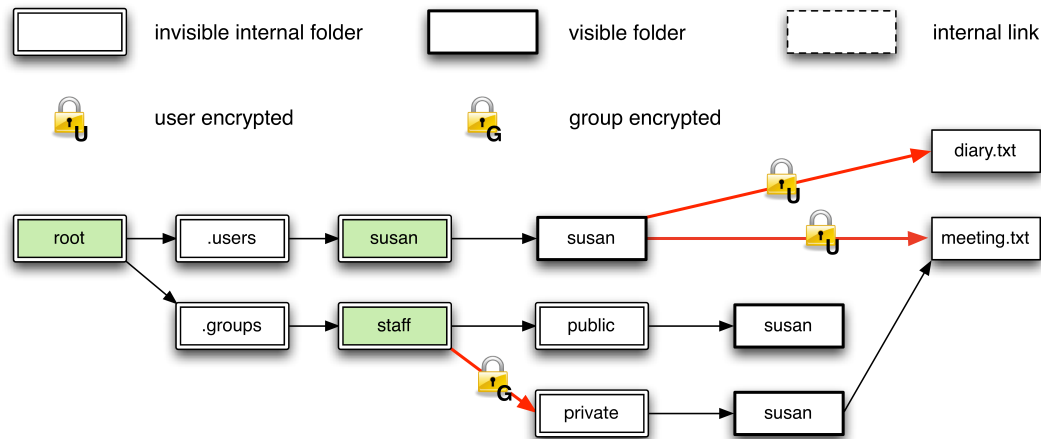 invisible internal folder
visible folder
internal link
U
user encrypted
G
group encrypted
diary.txt
U
root
.users
susan
susan
U
meeting.txt
.groups
staff
public
susan
G
private
susan